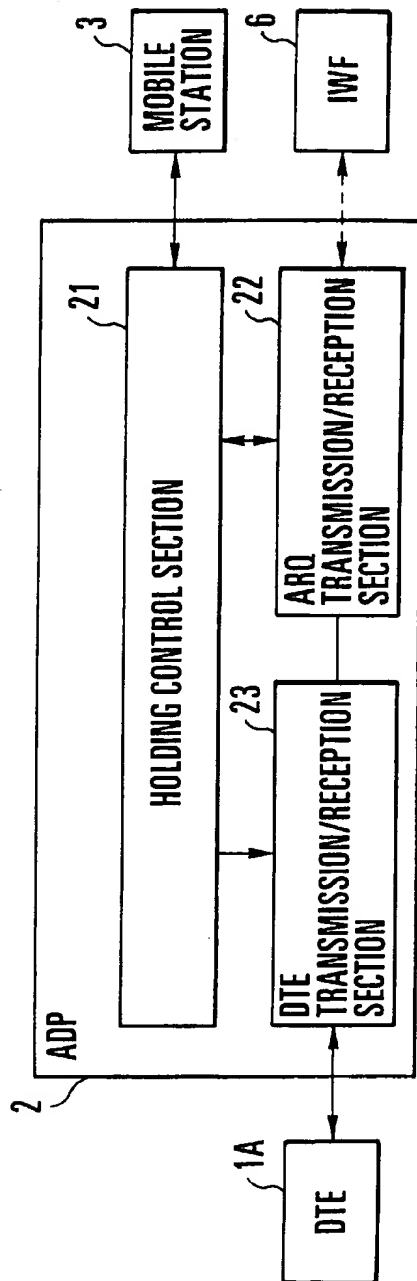 2
ADP
21
HOLDING CONTROL SECTION
3
MOBILE
STATION
1A
DTE
23
DTE
TRANSMISSION/RECEPTION
SECTION
22
ARQ
TRANSMISSION/RECEPTION
SECTION
6
IWF